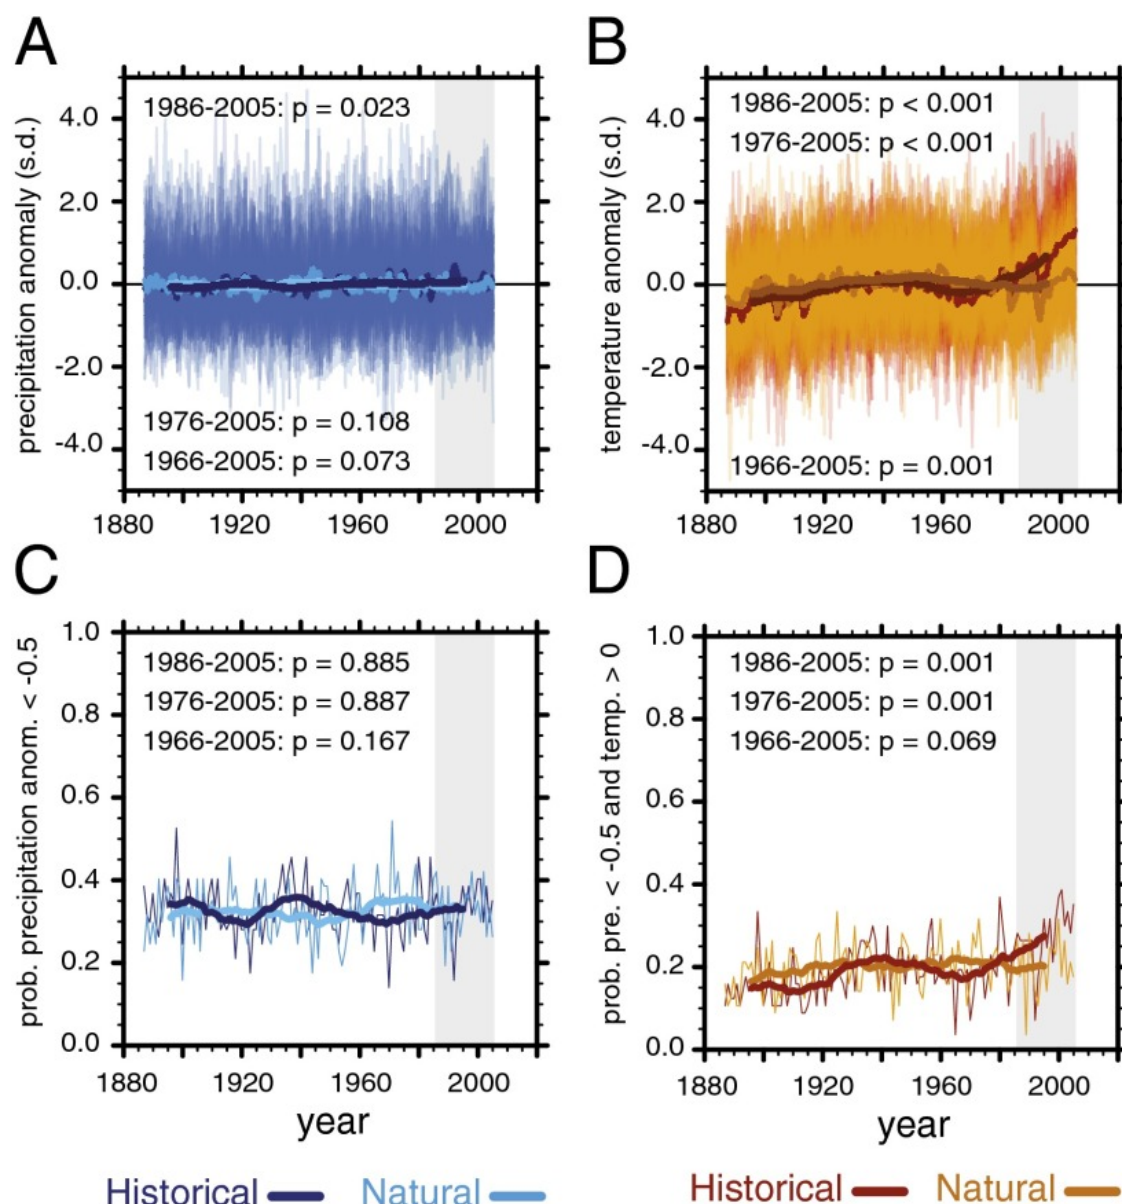 A
precipitation anomaly (s.d.)
4.0
2.0
0.0
-2.0
-4.0
1986-2005: p = 0.023
1976-2005: p = 0.108
1966-2005: p = 0.073
1880 1920 1960 2000
B
temperature anomaly (s.d.)
4.0
2.0
0.0
-2.0
-4.0
1986-2005: p < 0.001
1976-2005: p < 0.001
1966-2005: p = 0.001
1880 1920 1960 2000
C
prob. precipitation anom. < -0.5
1.0
0.8
0.6
0.4
0.2
0.0
1986-2005: p = 0.885
1976-2005: p = 0.887
1966-2005: p = 0.167
1880 1920 1960 2000
year
Historical Natural
D
prob. pre. < -0.5 and temp. > 0
1.0
0.8
0.6
0.4
0.2
0.0
1986-2005: p = 0.001
1976-2005: p = 0.001
1966-2005: p = 0.069
1880 1920 1960 2000
year
Historical Natural